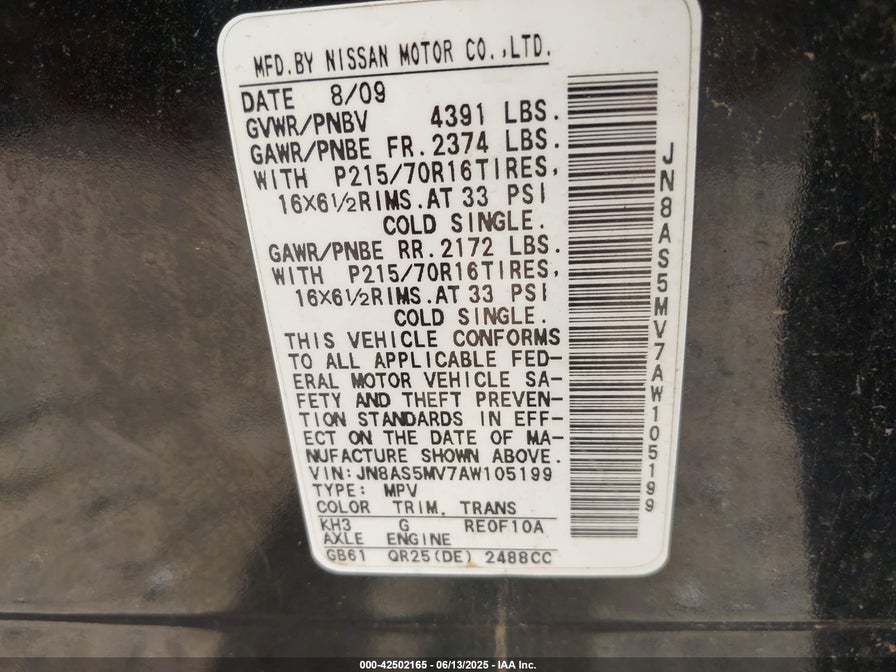 MFD.BY NISSAN MOTOR CO.,LTD.
DATE 8/09
GVWR/PNBV 4391 LBS.
GAWR/PNBE FR.2374 LBS.
WITH P215/70R16TIRES,
16X6½RIMS.AT 33 PSI
COLD SINGLE.
GAWR/PNBE RR.2172 LBS.
WITH P215/70R16TIRES,
16X6½RIMS.AT 33 PSI
COLD SINGLE.
THIS VEHICLE CONFORMS
TO ALL APPLICABLE FED-
ERAL MOTOR VEHICLE SA-
FETY AND THEFT PREVEN-
TION STANDARDS IN EFF-
ECT ON THE DATE OF MA-
NUFACTURE SHOWN ABOVE.
VIN:JN8AS5MV7AW105199
TYPE: MPV
COLOR TRIM. TRANS
KH3 G RE0F10A
AXLE ENGINE
GB61 QR25(DE) 2488CC
JN8AS5MV7AW105199
000-42502165 - 06/13/2025 - IAA Inc.